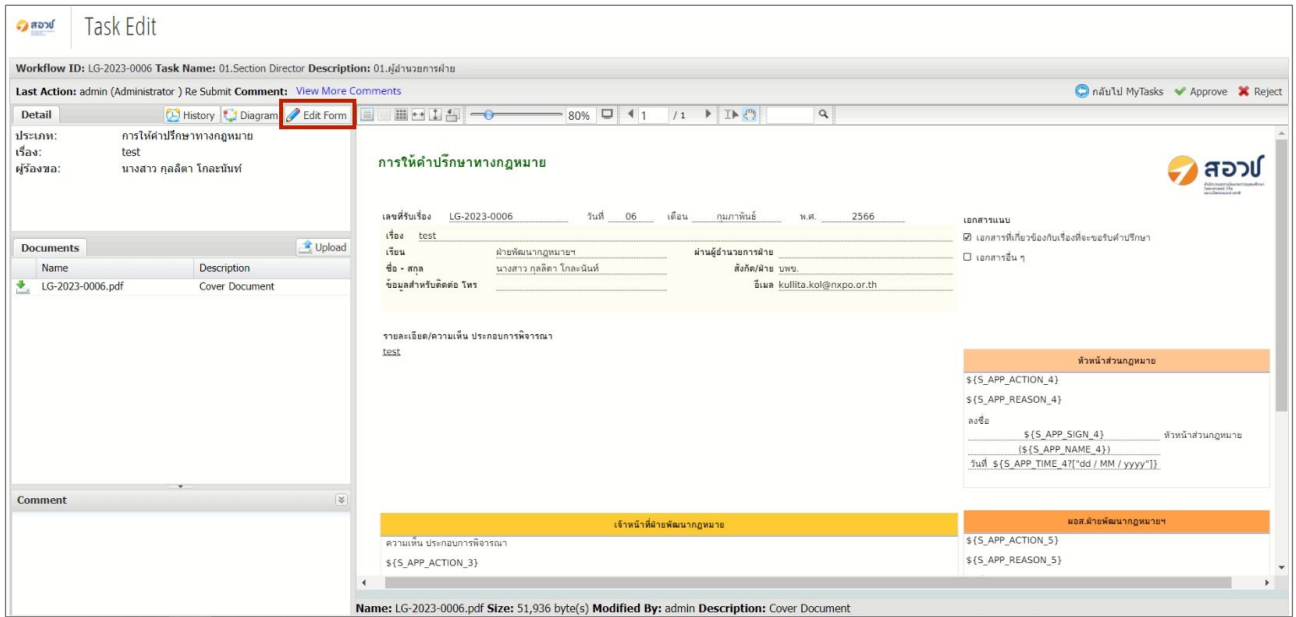 สอวช
Task Edit
Workflow ID: LG-2023-0006 Task Name: 01.Section Director Description: 01.ผู้อำนวยการฝ่าย
Last Action: admin (Administrator ) Re Submit Comment: View More Comments
กลับไป MyTasks Approve Reject
Detail History Diagram Edit Form
80% 1 / 1
ประเภท: การให้คำปรึกษาทางกฎหมาย
เรื่อง: test
ผู้ร้องขอ: นางสาว กุลลิตา โกละนันท์
Documents Upload
Name Description
LG-2023-0006.pdf Cover Document
Comment
การให้คำปรึกษาทางกฎหมาย
สอวช
เลขที่รับเรื่อง LG-2023-0006 วันที่ 06 เดือน กุมภาพันธ์ พ.ศ. 2566
เรื่อง test
เรียน ฝ่ายพัฒนากฎหมายฯ ผ่านผู้อำนวยการฝ่าย
ชื่อ - สกุล นางสาว กุลลิตา โกละนันท์ สังกัด/ฝ่าย บพข.
ข้อมูลสำหรับติดต่อ โทร อีเมล kullita.kol@nxpo.or.th
เอกสารแนบ
เอกสารที่เกี่ยวข้องกับเรื่องที่จะขอรับคำปรึกษา
เอกสารอื่น ๆ
รายละเอียด/ความเห็น ประกอบการพิจารณา
test
หัวหน้าส่วนกฎหมาย
${S_APP_ACTION_4}
${S_APP_REASON_4}
ลงชื่อ
${S_APP_SIGN_4} หัวหน้าส่วนกฎหมาย
(${S_APP_NAME_4})
วันที่ ${S_APP_TIME_4?["dd / MM / yyyy"]}
เจ้าหน้าที่ฝ่ายพัฒนากฎหมาย
ความเห็น ประกอบการพิจารณา
${S_APP_ACTION_3}
ผอส.ฝ่ายพัฒนากฎหมายฯ
${S_APP_ACTION_5}
${S_APP_REASON_5}
Name: LG-2023-0006.pdf Size: 51,936 byte(s) Modified By: admin Description: Cover Document